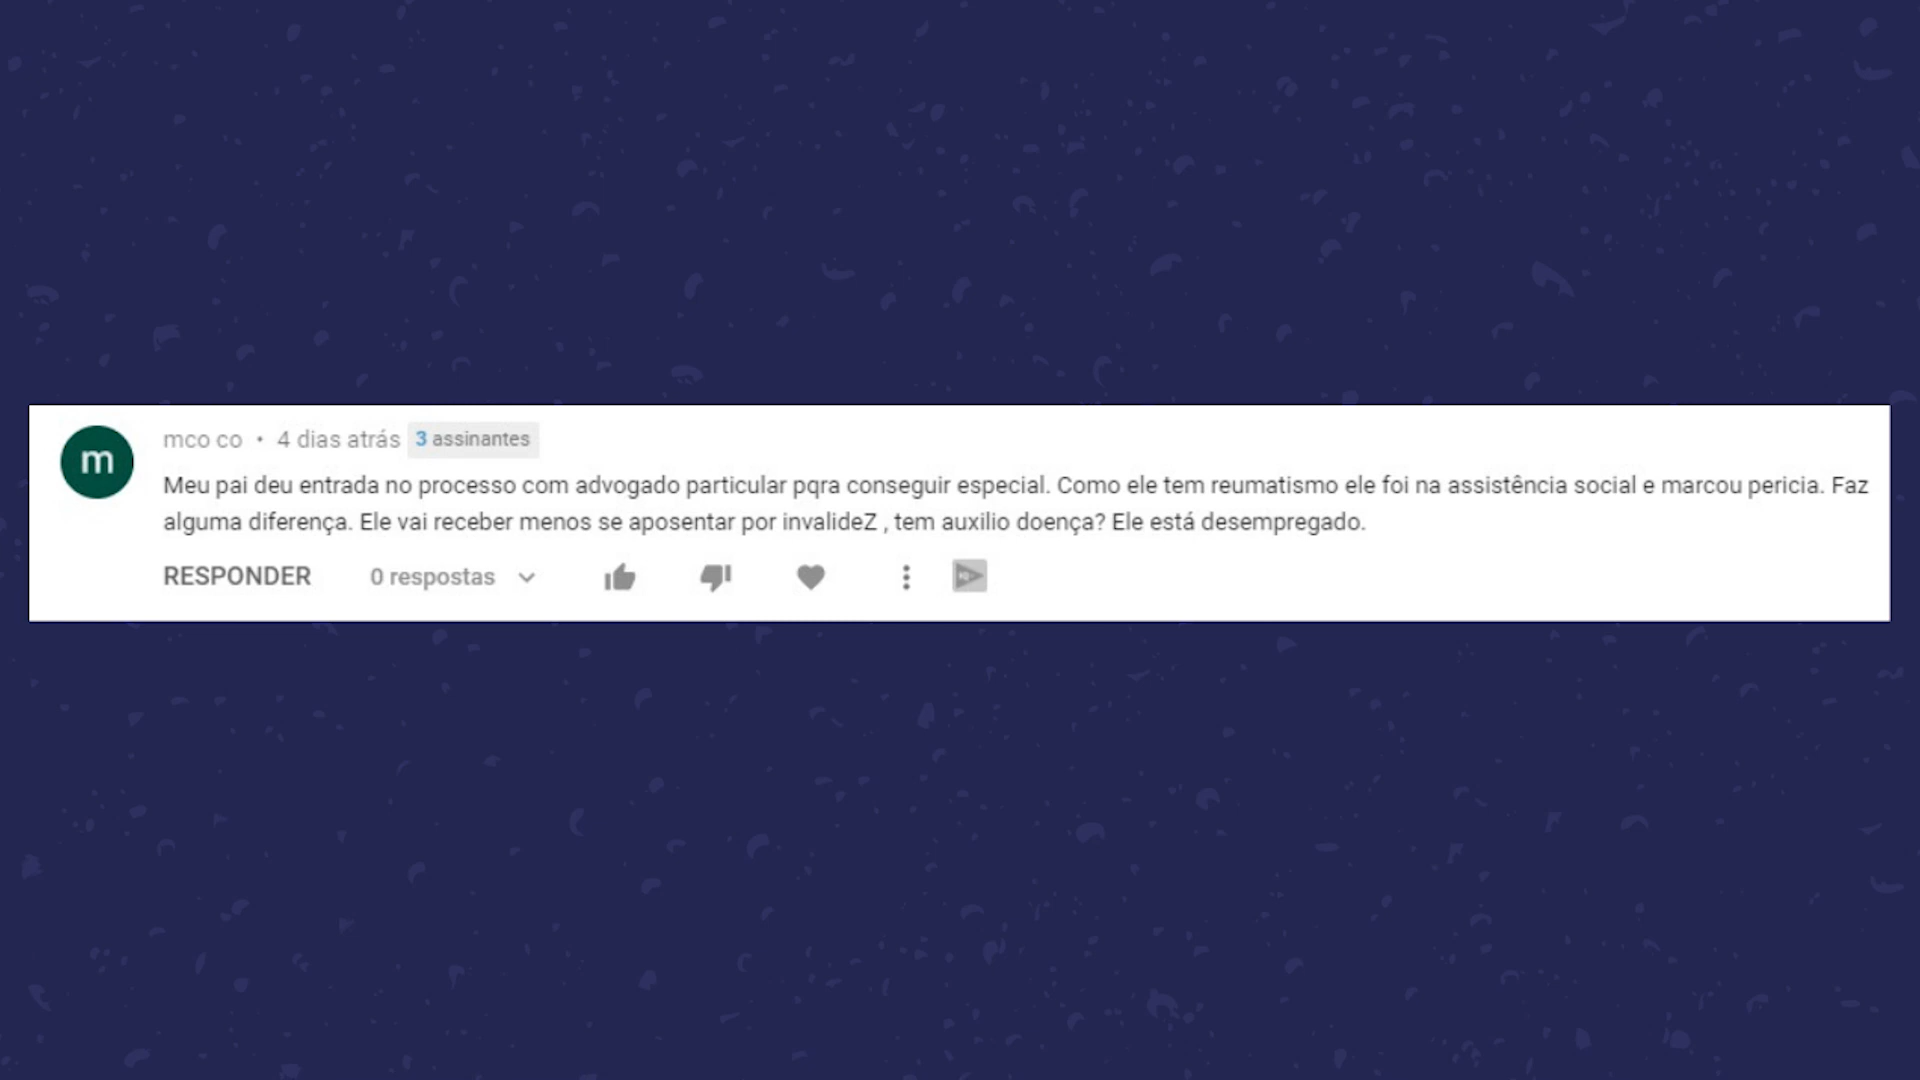 m
mco co • 4 dias atrás 3 assinantes
Meu pai deu entrada no processo com advogado particular pqra conseguir especial. Como ele tem reumatismo ele foi na assistência social e marcou pericia. Faz
alguma diferença. Ele vai receber menos se aposentar por invalideZ , tem auxilio doença? Ele está desempregado.
RESPONDER 0 respostas